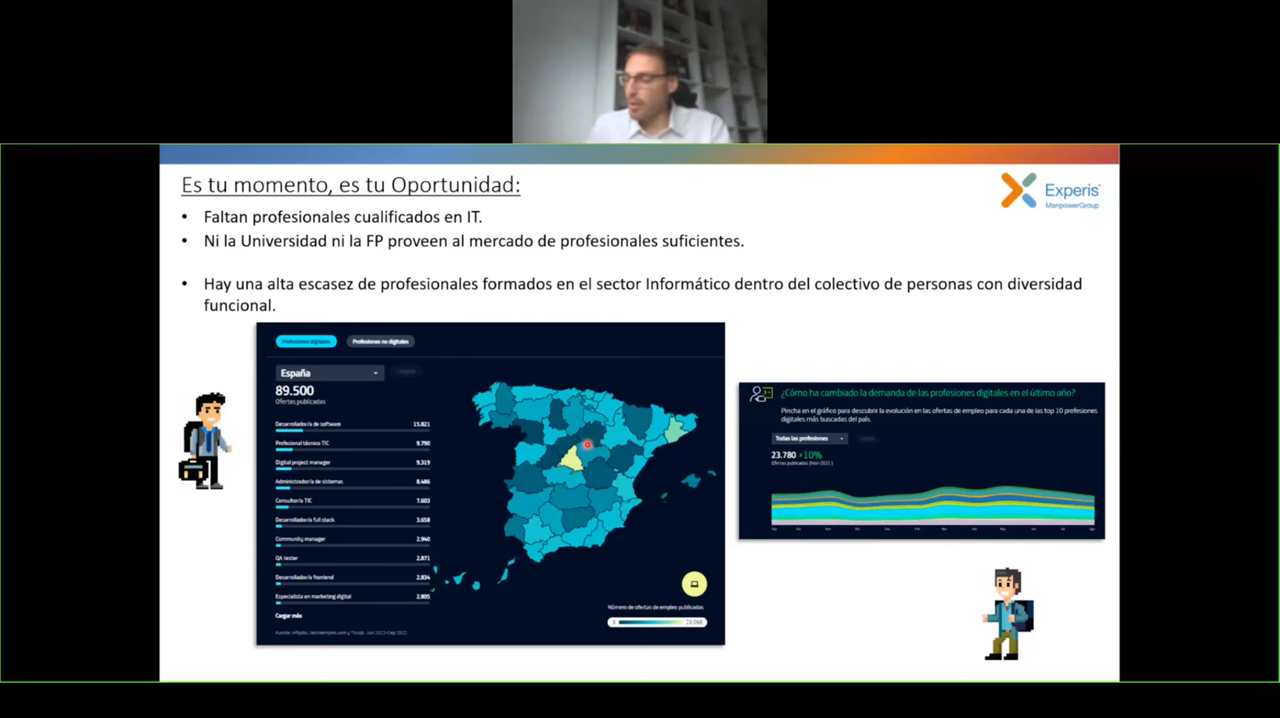 Es tu momento, es tu Oportunidad:
Experis
ManpowerGroup
• Faltan profesionales cualificados en IT.
• Ni la Universidad ni la FP proveen al mercado de profesionales suficientes.
• Hay una alta escasez de profesionales formados en el sector Informático dentro del colectivo de personas con diversidad
funcional.
Profesiones digitales
Profesiones no digitales
España
89.500
Ofertas publicadas
Desarrollador/a de software 15.821
Profesional técnico TIC 9.790
Digital project manager 9.319
Administrador/a de sistemas 8.486
Consultor/a TIC 7.603
Desarrollador/a full stack 3.658
Community manager 2.940
QA tester 2.871
Desarrollador/a frontend 2.834
Especialista en marketing digital 2.805
Cargar más
Número de ofertas de empleo publicadas
¿Cómo ha cambiado la demanda de las profesiones digitales en el último año?
Pincha en el gráfico para descubrir la evolución en las ofertas de empleo para cada una de las top 10 profesiones
digitales más buscadas del país.
Todas las profesiones
23.780 +10%